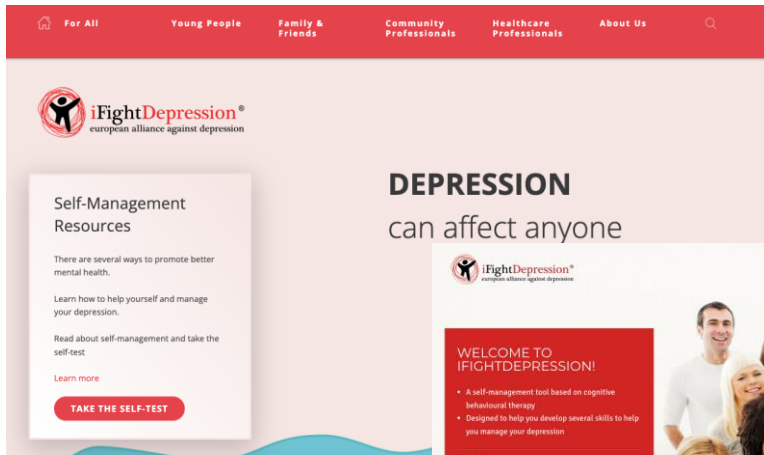 For All
Young People
Family &
Friends
Community
Professionals
Healthcare
Professionals
About Us
iFightDepression®
european alliance against depression
Self-Management
Resources
There are several ways to promote better
mental health.
Learn how to help yourself and manage
your depression.
Read about self-management and take the
self-test
Learn more
TAKE THE SELF-TEST
DEPRESSION
can affect anyone
iFightDepression®
european alliance against depression
WELCOME TO
IFIGHTDEPRESSION!
• A self-management tool based on cognitive
behavioural therapy
• Designed to help you develop several skills to help
you manage your depression